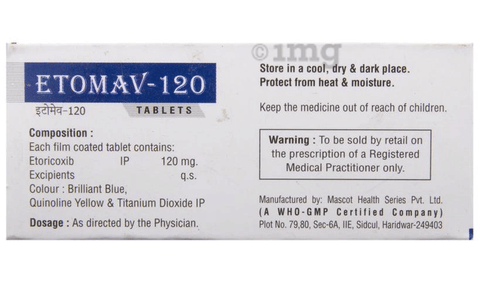 ©1mg
ETOMAV-120
इटोमेव-120 TABLETS
Composition :
Each film coated tablet contains:
Etoricoxib IP 120 mg.
Excipients q.s.
Colour : Brilliant Blue,
Quinoline Yellow & Titanium Dioxide IP
Dosage : As directed by the Physician.
Store in a cool, dry & dark place.
Protect from heat & moisture.
Keep the medicine out of reach of children.
Warning : To be sold by retail on
the prescription of a Registered
Medical Practitioner only.
Manufactured by: Mascot Health Series Pvt. Ltd.
(A WHO-GMP Certified Company)
Plot No. 79,80, Sec-6A, IIE, Sidcul, Haridwar-249403